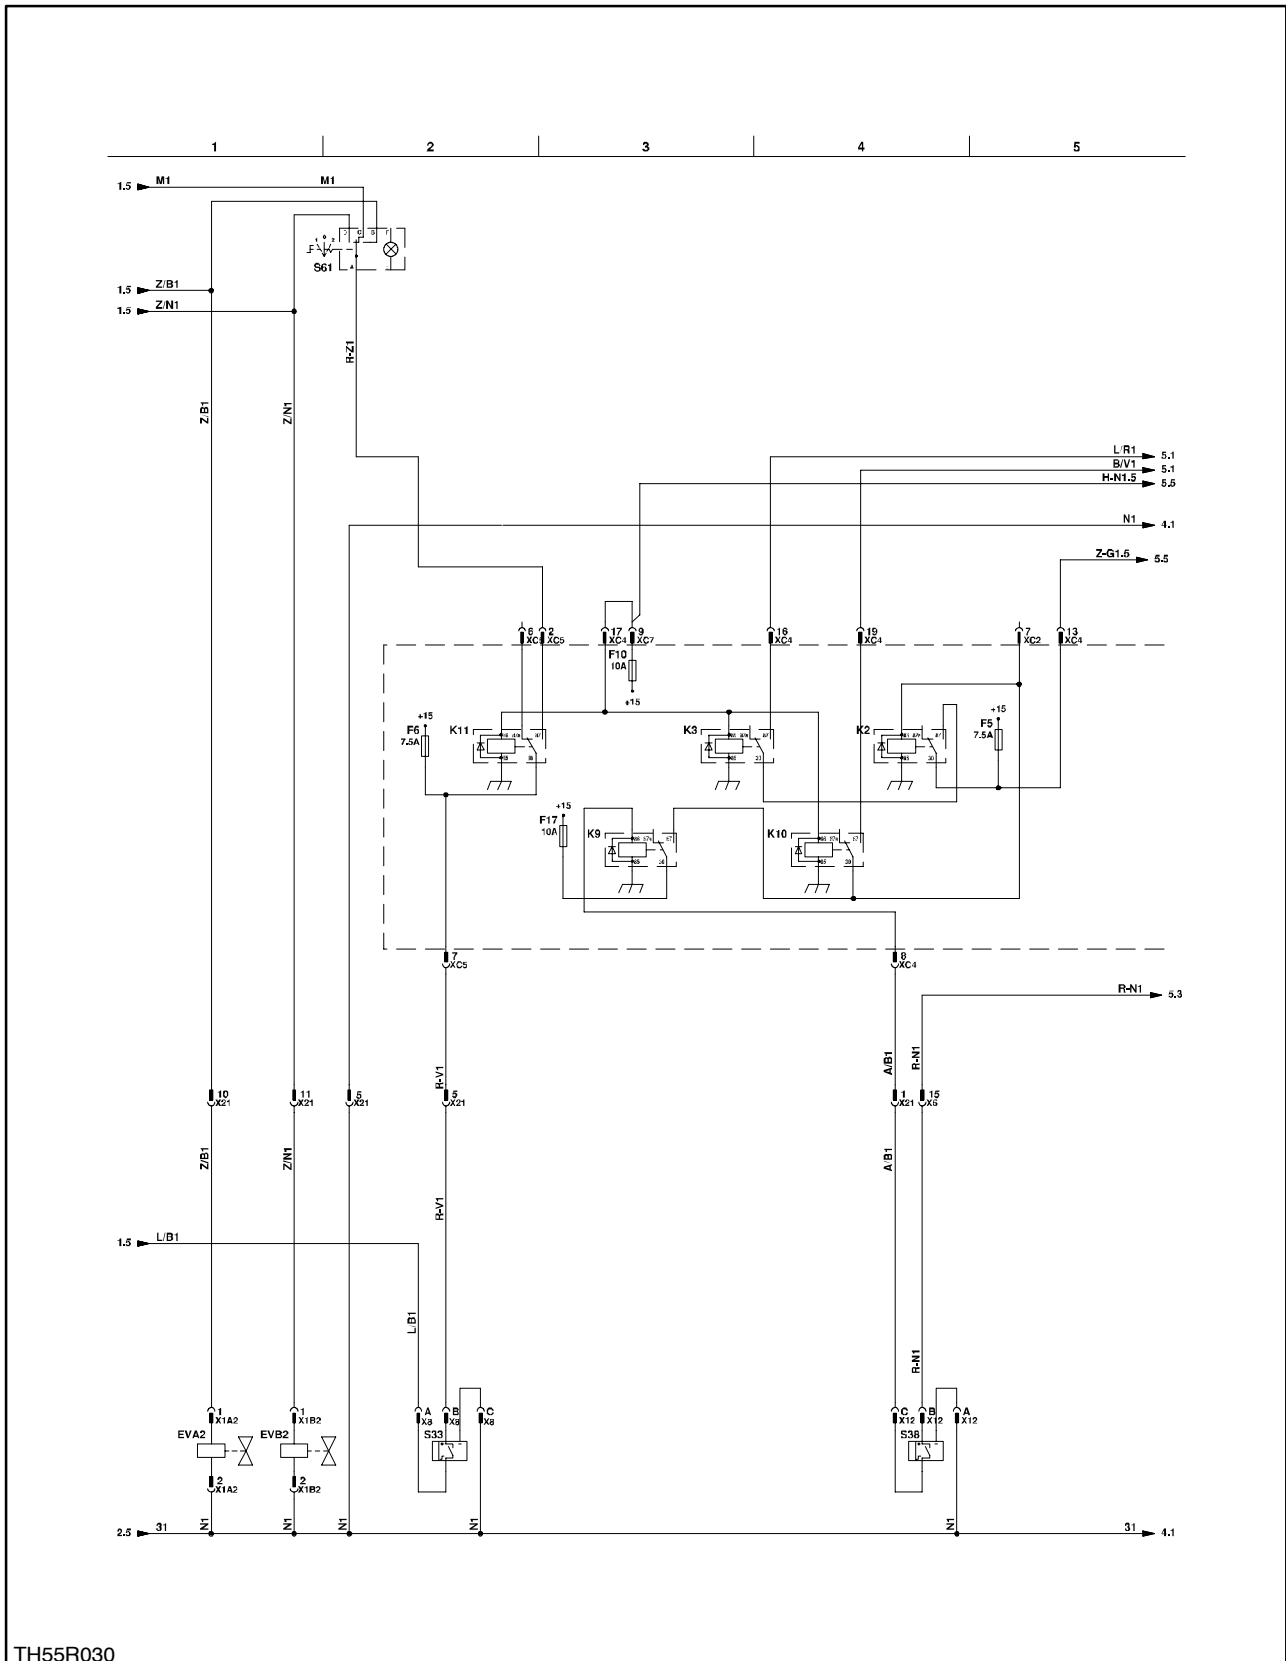 1 2 3 4 5
1.5 M1 M1
S61
1.5 Z/B1
1.5 Z/N1
R-Z1
Z/B1
Z/N1
L/R1 5.1
B/V1 5.1
H-N1.5 5.5
N1 4.1
Z-G1.5 5.5
6 2 17 9 16 19 7 13
XC5 XC5 XC4 XC7 XC4 XC4 XC2 XC4
F10
10A
+15
+15
F6
7.5A
K11
K3
K2
+15
F5
7.5A
+15
F17
10A
K9
K10
7
XC5
8
XC4
R-N1 5.3
R-V1
A/B1
R-N1
10 11 5 5 1 15
X21 X21 X21 X21 X21 X6
Z/B1
Z/N1
R-V1
A/B1
1.5 L/B1
L/B1
R-N1
1 1 A B C C B A
X1A2 X1B2 X8 X8 X8 X12 X12 X12
EVA2 EVB2 S33 S38
2 2
X1A2 X1B2
N1 N1 N1 N1 N1
2.5 31 31 4.1
TH55R030